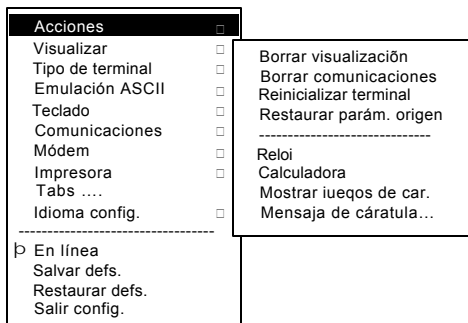 Acciones
Visualizar
Tipo de terminal
Emulación ASCII
Teclado
Comunicaciones
Módem
Impresora
Tabs ....
Idioma config.
----------------------------------
þ En línea
Salvar defs.
Restaurar defs.
Salir config.
Borrar visualizaciõn
Borrar comunicaciones
Reinicializar terminal
Restaurar parám. origen
------------------------------
Reloi
Calculadora
Mostrar iueqos de car.
Mensaja de cáratula...